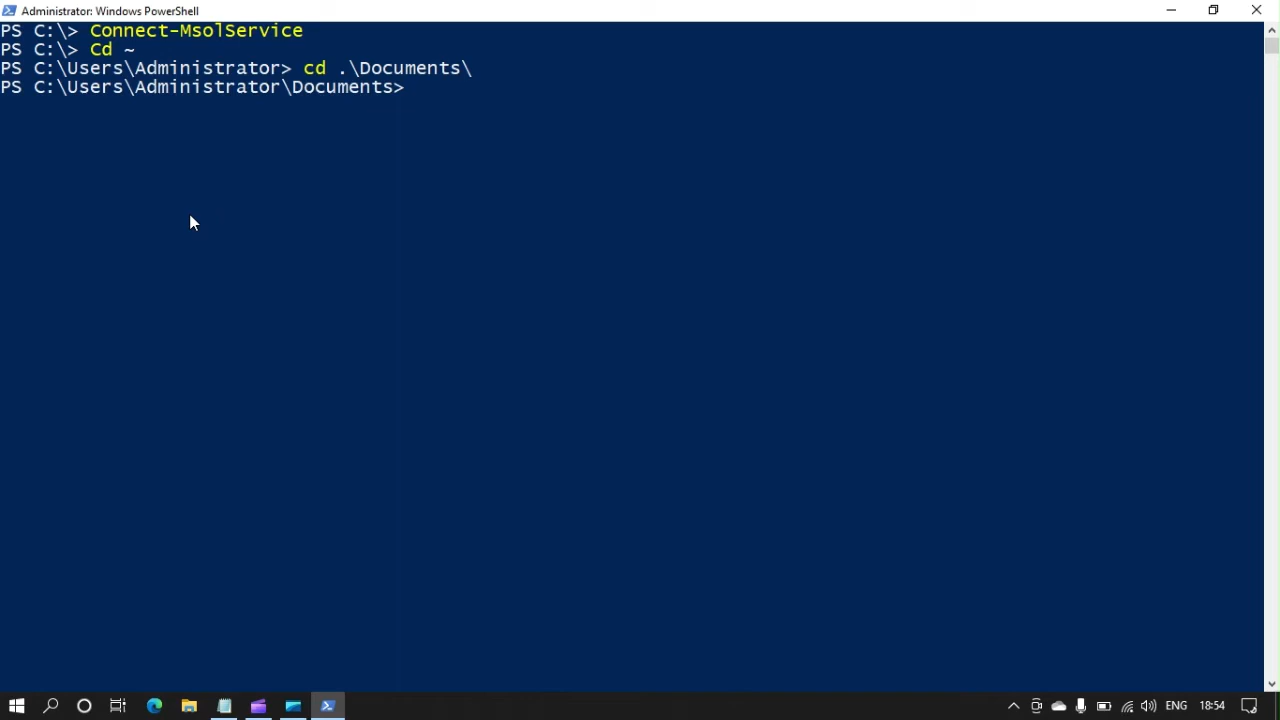 Administrator: Windows PowerShell
PS C:\> Connect-MsolService
PS C:\> Cd ~
PS C:\Users\Administrator> cd .\Documents\
PS C:\Users\Administrator\Documents>
ENG
18:54